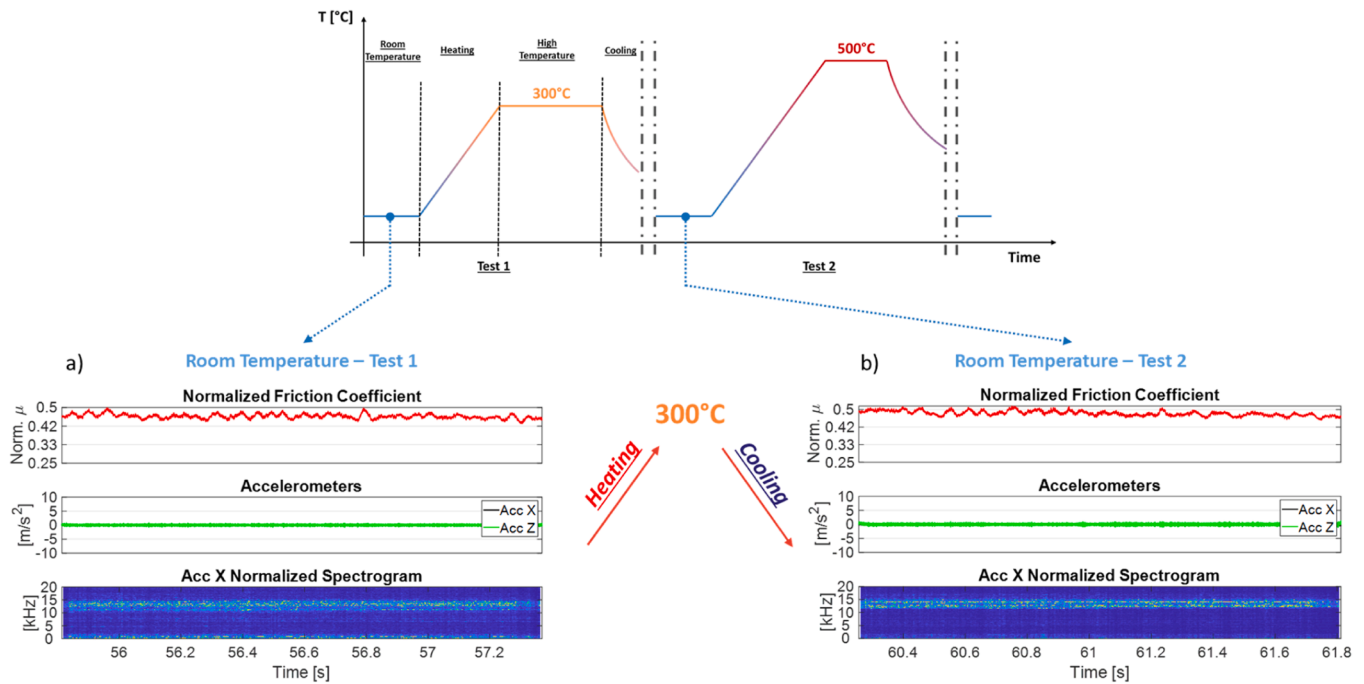 T [°C]
Room
Temperature
Heating
High
Temperature
Cooling
300°C
500°C
Time
Test 1
Test 2
a)
Room Temperature – Test 1
Normalized Friction Coefficient
Norm. μ
0.5
0.42
0.33
0.25
Accelerometers
[m/s²]
10
5
0
-5
-10
Acc X
Acc Z
Acc X Normalized Spectrogram
[kHz]
20
15
10
5
0
56
56.2
56.4
56.6
56.8
57
57.2
Time [s]
Heating
300°C
Cooling
b)
Room Temperature – Test 2
Normalized Friction Coefficient
Norm. μ
0.5
0.42
0.33
0.25
Accelerometers
[m/s²]
10
5
0
-5
-10
Acc X
Acc Z
Acc X Normalized Spectrogram
[kHz]
20
15
10
5
0
60.4
60.6
60.8
61
61.2
61.4
61.6
61.8
Time [s]